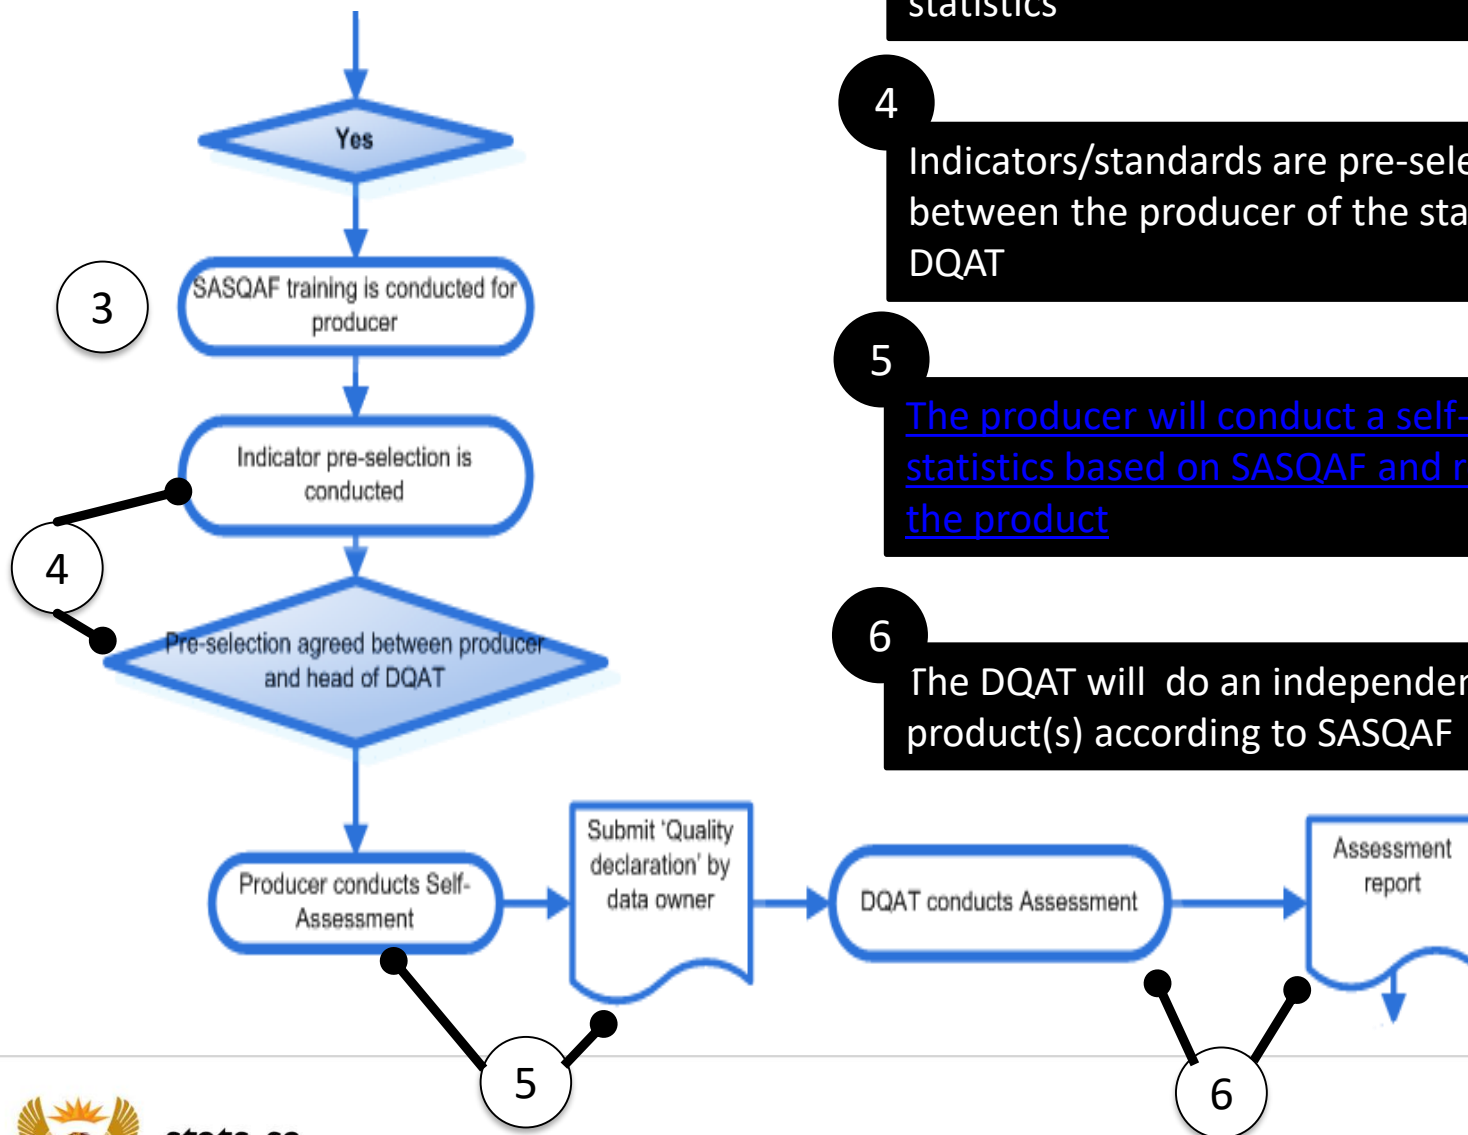 statistics
Yes
4
Indicators/standards are pre-sele
between the producer of the sta
DQAT
3
SASQAF training is conducted for
producer
5
The producer will conduct a self-
statistics based on SASQAF and r
the product
Indicator pre-selection is
conducted
4
6
The DQAT will  do an independen
product(s) according to SASQAF
Pre-selection agreed between producer
and head of DQAT
Producer conducts Self-
Assessment
Submit ‘Quality
declaration’ by
data owner
DQAT conducts Assessment
Assessment
report
5
6